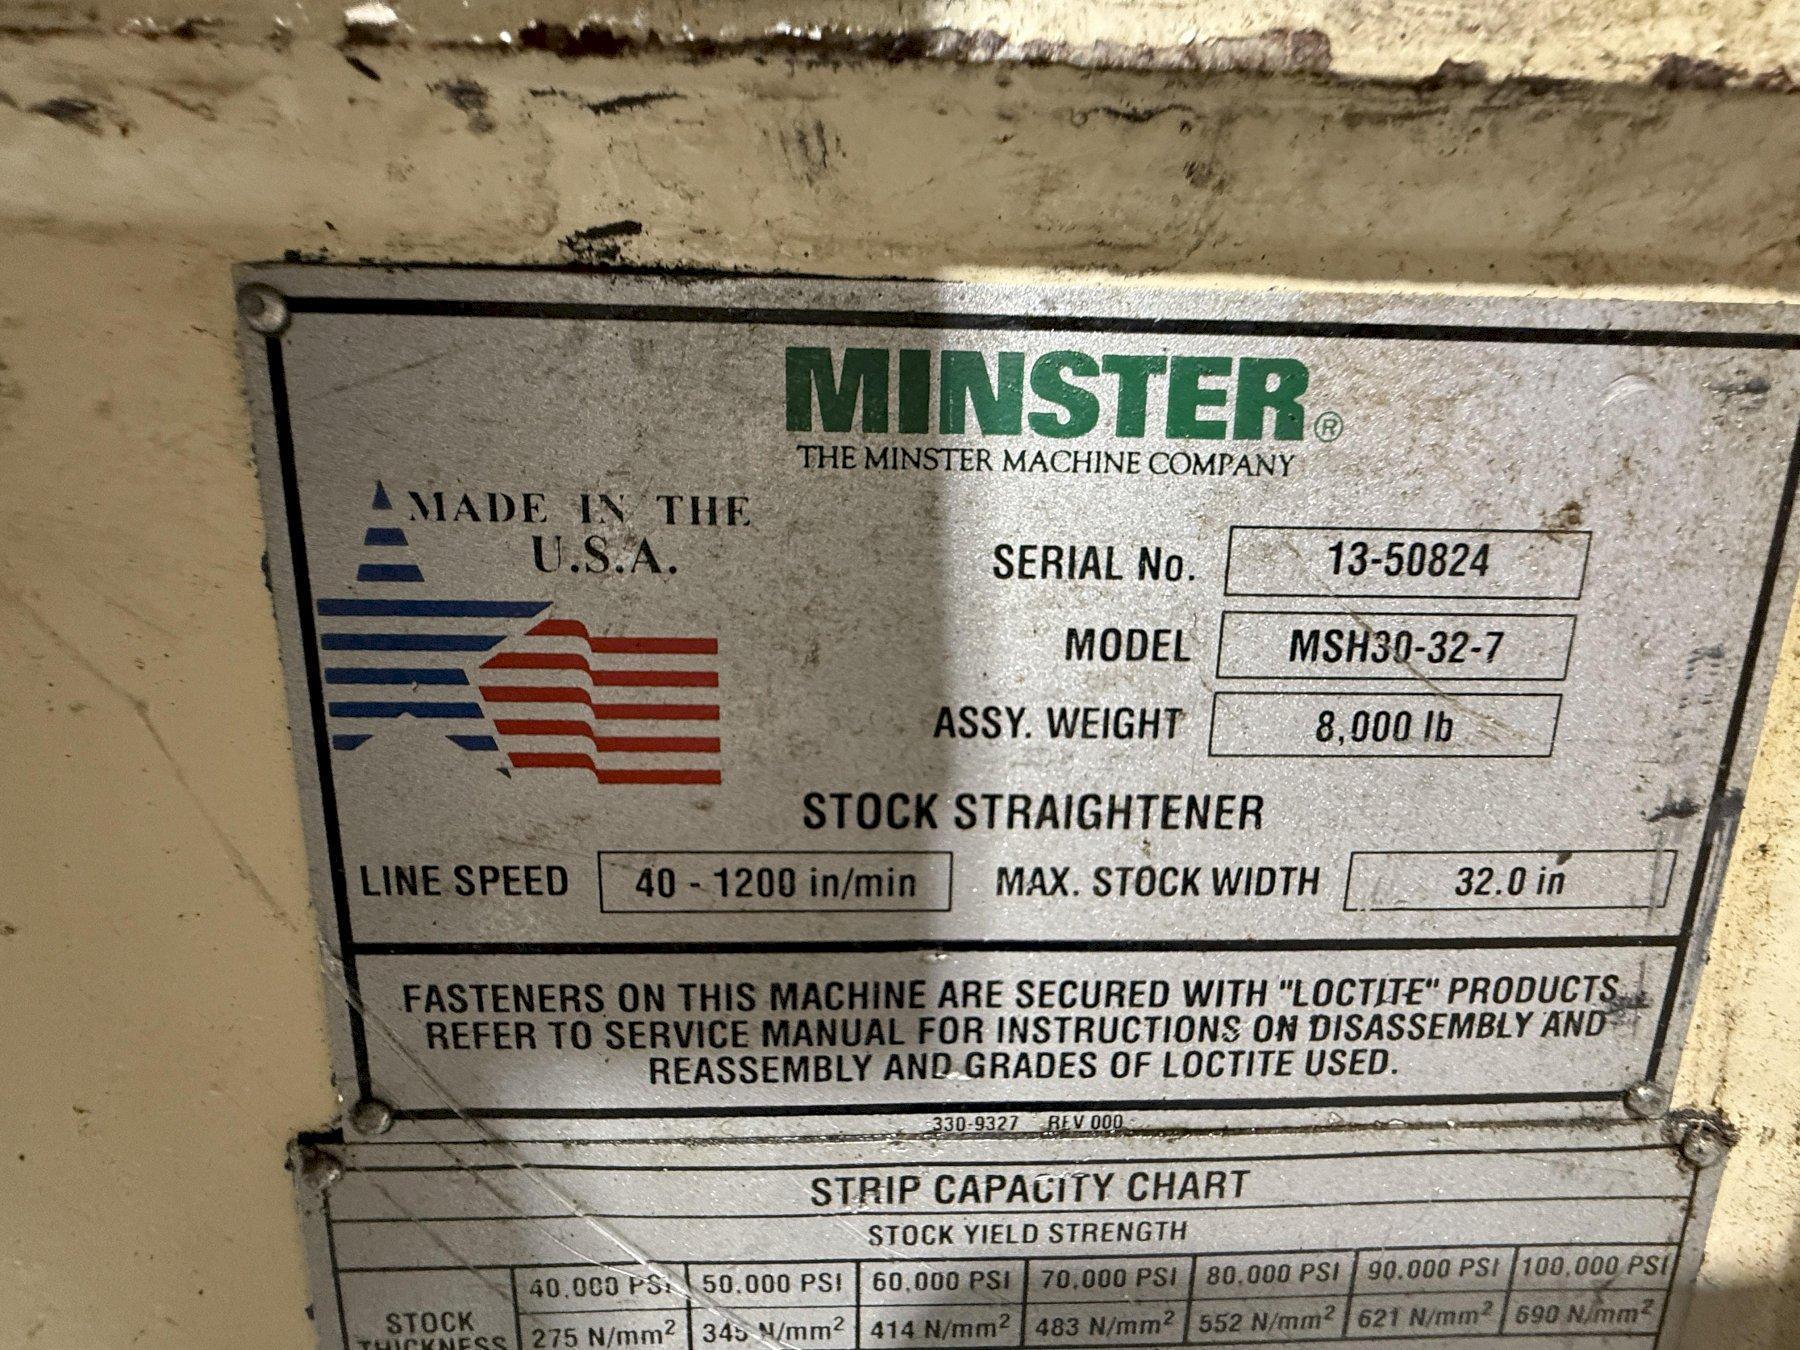 MINSTER®
THE MINSTER MACHINE COMPANY
MADE IN THE
U.S.A.
SERIAL No. 13-50824
MODEL MSH30-32-7
ASSY. WEIGHT 8,000 lb
STOCK STRAIGHTENER
LINE SPEED 40 - 1200 in/min MAX. STOCK WIDTH 32.0 in
FASTENERS ON THIS MACHINE ARE SECURED WITH "LOCTITE" PRODUCTS
REFER TO SERVICE MANUAL FOR INSTRUCTIONS ON DISASSEMBLY AND
REASSEMBLY AND GRADES OF LOCTITE USED.
330-9327 REV 000
STRIP CAPACITY CHART
STOCK YIELD STRENGTH
40.000 PSI 50.000 PSI 60.000 PSI 70.000 PSI 80.000 PSI 90.000 PSI 100.000 PSI
STOCK
THICKNESS 275 N/mm² 345 N/mm² 414 N/mm² 483 N/mm² 552 N/mm² 621 N/mm² 690 N/mm²